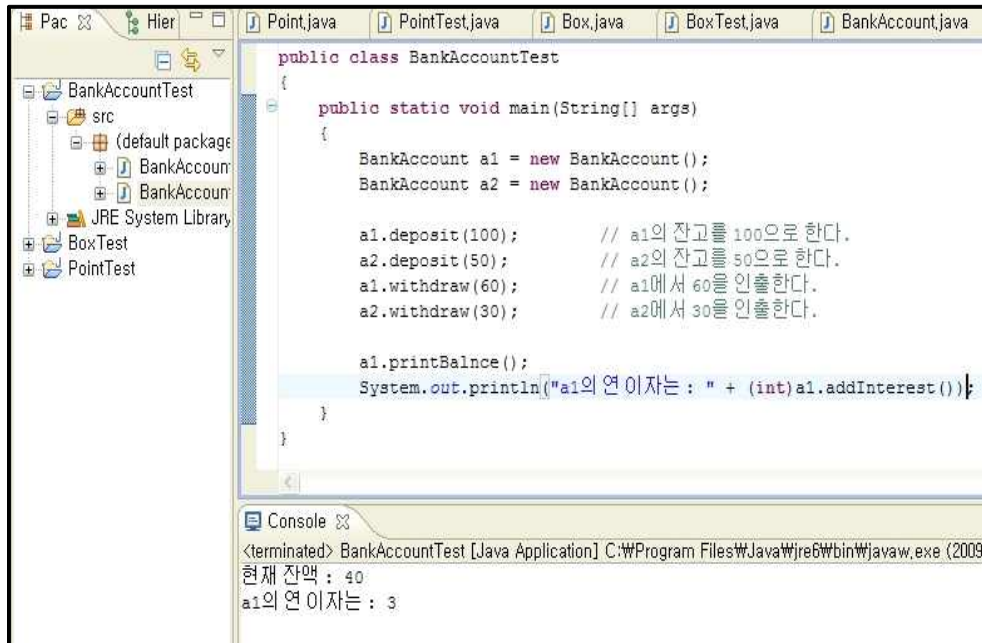 Pac Hier
Point.java PointTest.java Box.java BoxTest.java BankAccount.java
BankAccountTest
src
(default package
BankAccoun
BankAccoun
JRE System Library
BoxTest
PointTest
public class BankAccountTest
{
public static void main(String[] args)
{
BankAccount a1 = new BankAccount();
BankAccount a2 = new BankAccount();
a1.deposit(100); // a1의 잔고를 100으로 한다.
a2.deposit(50); // a2의 잔고를 50으로 한다.
a1.withdraw(60); // a1에서 60을 인출한다.
a2.withdraw(30); // a2에서 30을 인출한다.
a1.printBalnce();
System.out.println("a1의 연 이자는 : " + (int)a1.addInterest());
}
}
Console
<terminated> BankAccountTest [Java Application] C:₩Program Files₩Java₩jre6₩bin₩javaw.exe (2009
현재 잔액 : 40
a1의 연 이자는 : 3